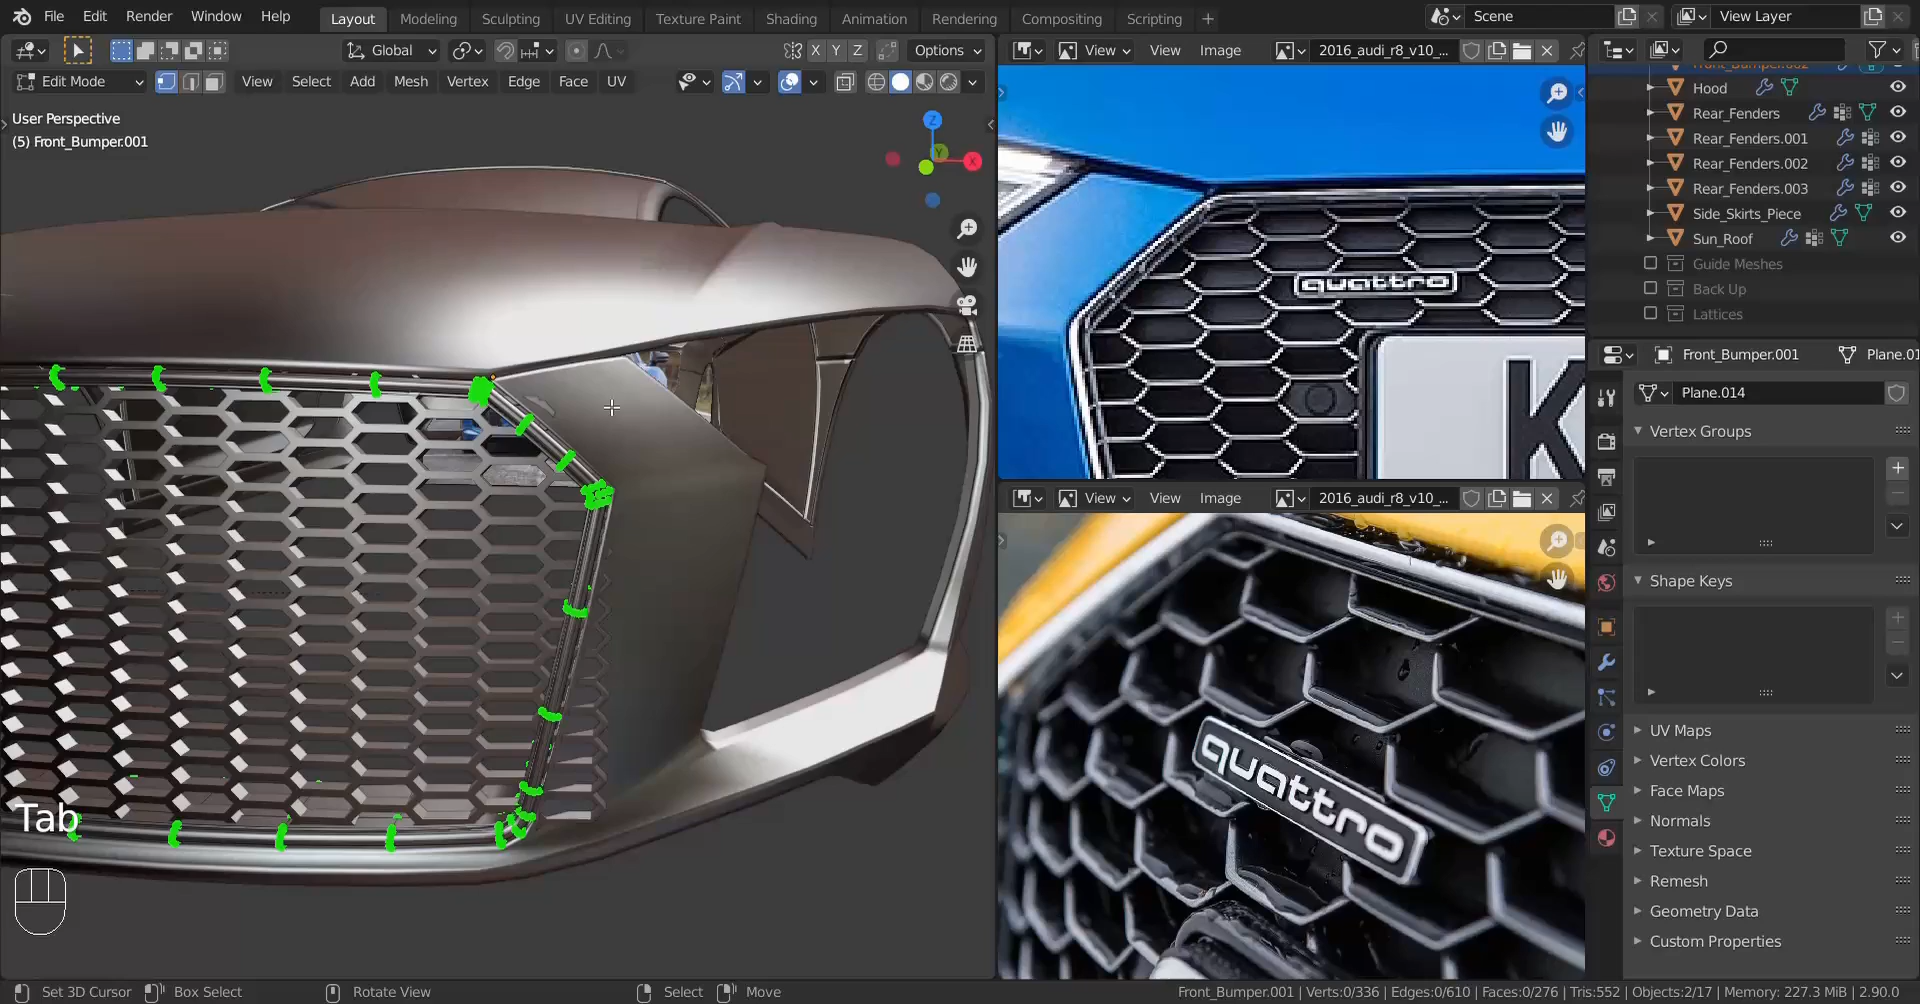 File Edit Render Window Help Layout Modeling Sculpting UV Editing Texture Paint Shading Animation Rendering Compositing Scripting + Scene View Layer
Global X Y Z Options View View Image 2016_audi_r8_v10_...
Edit Mode View Select Add Mesh Vertex Edge Face UV
User Perspective
(5) Front_Bumper.001
Z
Y
X
quattro
K
Front_Bumper.002
Hood
Rear_Fenders
Rear_Fenders.001
Rear_Fenders.002
Rear_Fenders.003
Side_Skirts_Piece
Sun_Roof
Guide Meshes
Back Up
Lattices
View View Image 2016_audi_r8_v10_...
quattro
Front_Bumper.001 Plane.01
Plane.014
Vertex Groups
Shape Keys
UV Maps
Vertex Colors
Face Maps
Normals
Texture Space
Remesh
Geometry Data
Custom Properties
Tab
Set 3D Cursor Box Select Rotate View Select Move Front_Bumper.001 | Verts:0/336 | Edges:0/610 | Faces:0/276 | Tris:552 | Objects:2/17 | Memory: 227.3 MiB | 2.90.0